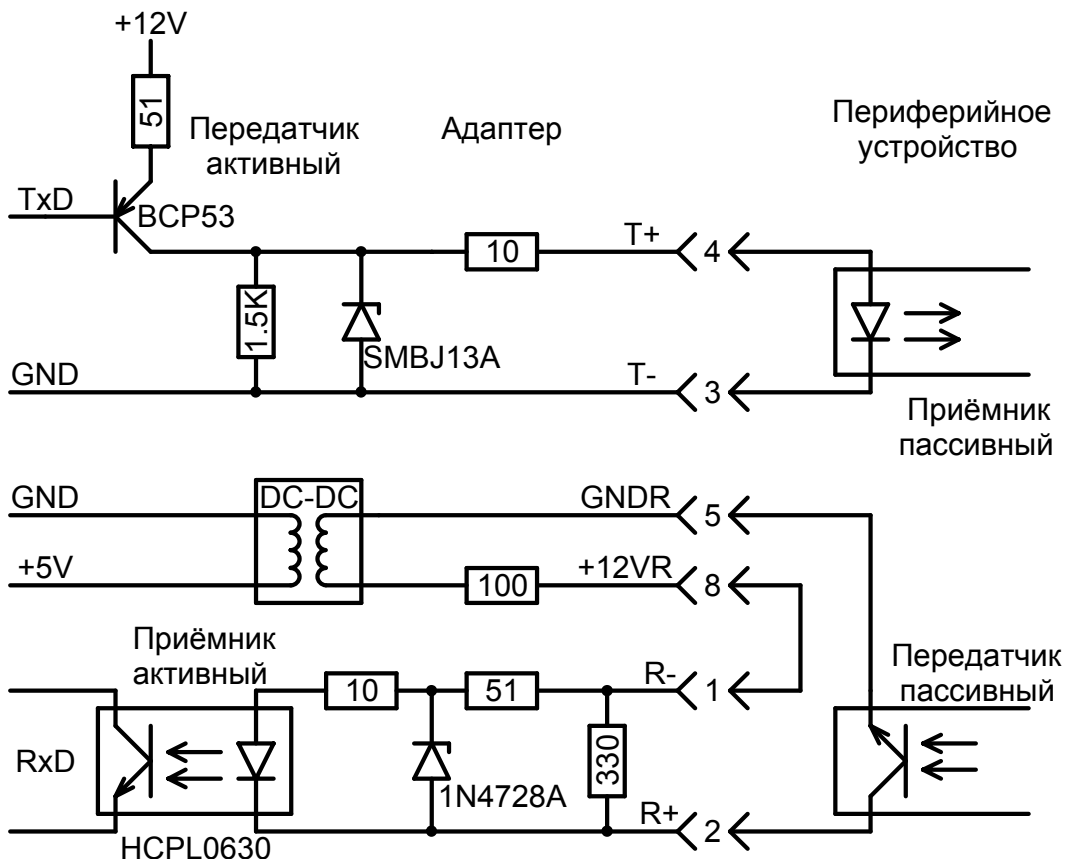 +12V
51
Передатчик
активный
Адаптер
Периферийное
устройство
TxD
BCP53
10
T+
4
1.5K
SMBJ13A
GND
T-
3
Приёмник
пассивный
GND
DC-DC
GNDR
5
+5V
100
+12VR
8
Приёмник
активный
10
51
R-
1
Передатчик
пассивный
RxD
330
1N4728A
R+
2
HCPL0630